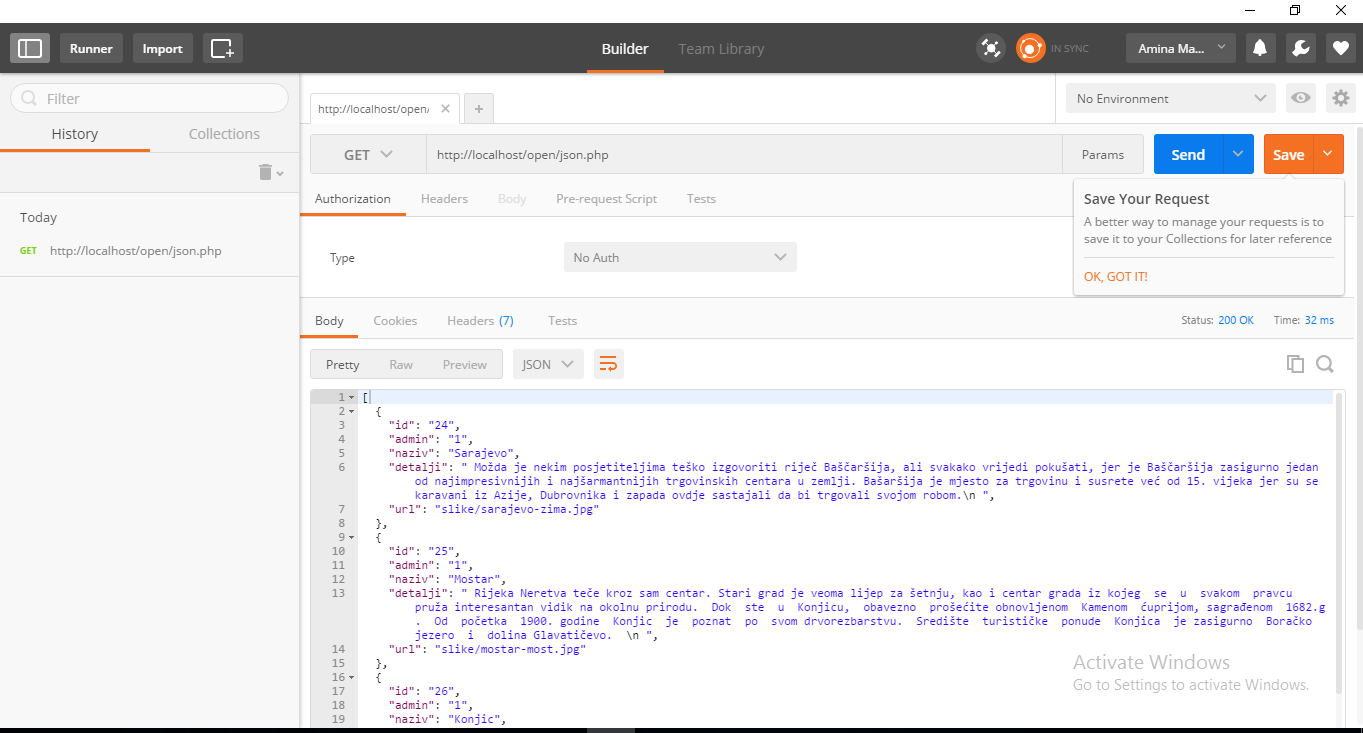 Runner
Import
Builder
Team Library
IN SYNC
Amina Ma...
Filter
History
Collections
Today
GET http://localhost/open/json.php
http://localhost/open/
No Environment
GET
http://localhost/open/json.php
Params
Send
Save
Authorization
Headers
Body
Pre-request Script
Tests
Save Your Request
A better way to manage your requests is to
save it to your Collections for later reference
OK, GOT IT!
Type
No Auth
Body
Cookies
Headers (7)
Tests
Status: 200 OK
Time: 32 ms
Pretty
Raw
Preview
JSON
1 [
2 {
3 "id": "24",
4 "admin": "1",
5 "naziv": "Sarajevo",
6 "detalji": " Možda je nekim posjetiteljima teško izgovoriti riječ Baščaršija, ali svakako vrijedi pokušati, jer je Baščaršija zasigurno jedan
od najimpresivnijih i najšarmantnijih trgovinskih centara u zemlji. Bašaršija je mjesto za trgovinu i susrete već od 15. vijeka jer su se
karavani iz Azije, Dubrovnika i zapada ovdje sastajali da bi trgovali svojom robom.\n ",
7 "url": "slike/sarajevo-zima.jpg"
8 },
9 {
10 "id": "25",
11 "admin": "1",
12 "naziv": "Mostar",
13 "detalji": " Rijeka Neretva teče kroz sam centar. Stari grad je veoma lijep za šetnju, kao i centar grada iz kojeg se u svakom pravcu
pruža interesantan vidik na okolnu prirodu. Dok ste u Konjicu, obavezno prošećite obnovljenom Kamenom ćuprijom, sagrađenom 1682.g
. Od početka 1900. godine Konjic je poznat po svom drvorezbarstvu. Središte turističke ponude Konjica je zasigurno Boračko
jezero i dolina Glavatičevo. \n ",
14 "url": "slike/mostar-most.jpg"
15 },
16 {
17 "id": "26",
18 "admin": "1",
19 "naziv": "Konjic",
Activate Windows
Go to Settings to activate Windows.